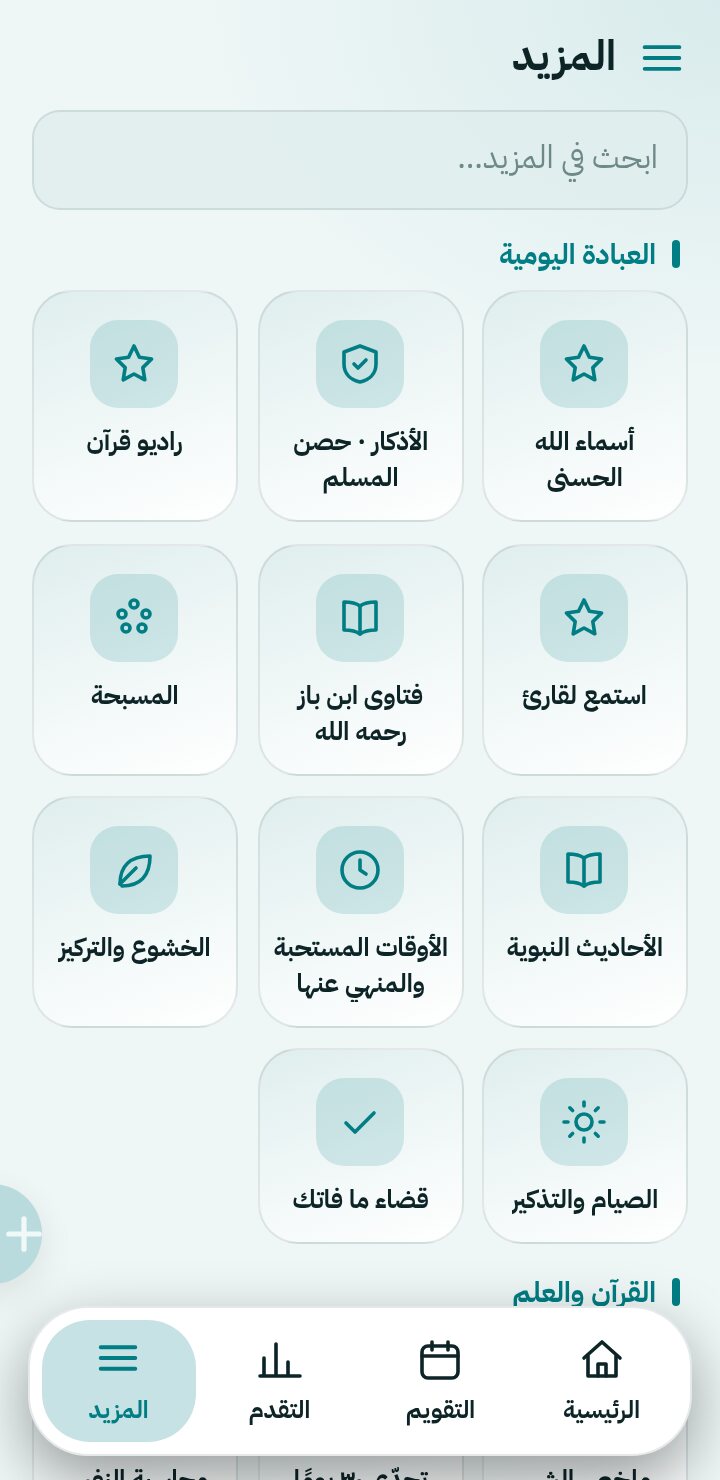 المزيد
ابحث في المزيد...
العبادة اليومية
أسماء الله
الحسنى
الأذكار · حصن
المسلم
راديو قرآن
استمع لقارئ
فتاوى ابن باز
رحمه الله
المسبحة
الأحاديث النبوية
الأوقات المستحبة
والمنهي عنها
الخشوع والتركيز
الصيام والتذكير
قضاء ما فاتك
القرآن والعلم
الرئيسية
التقويم
التقدم
المزيد